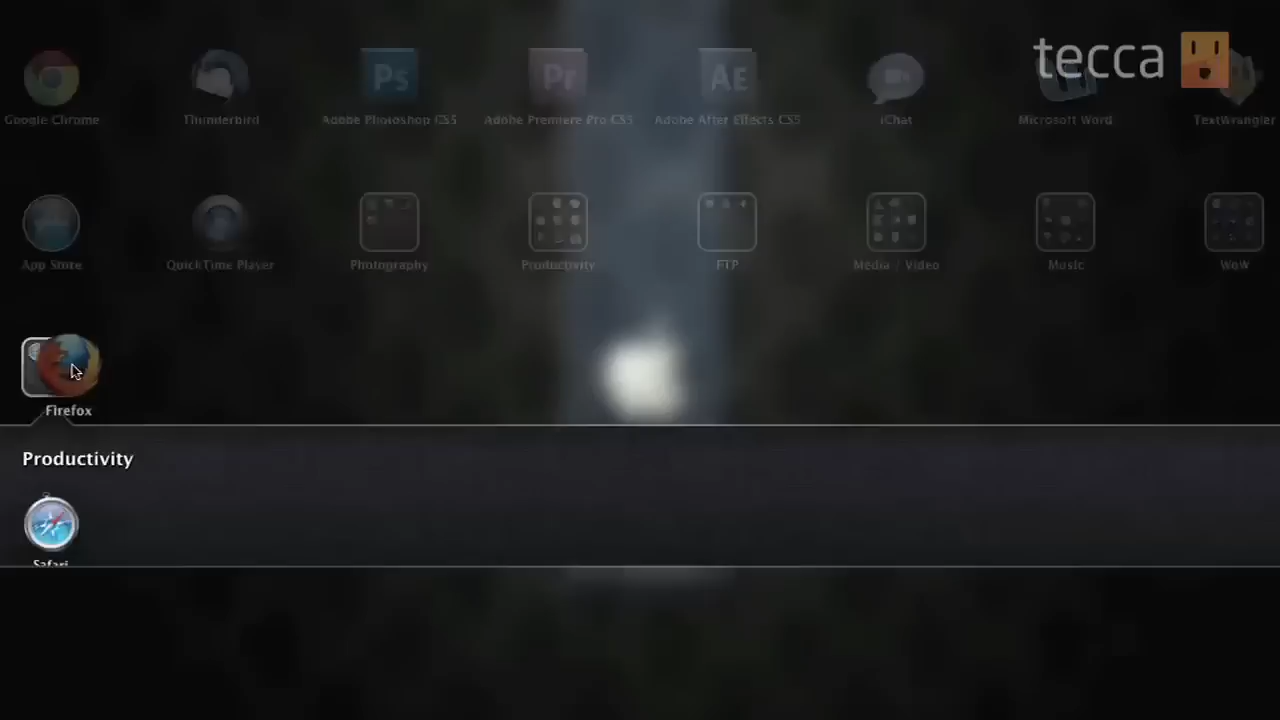 tecca
Google Chrome
Thunderbird
Ps
Adobe Photoshop CS5
Pr
Adobe Premiere Pro CS5
AE
Adobe After Effects CS5
iChat
Microsoft Word
TextWrangler
App Store
QuickTime Player
Photography
Productivity
FTP
Media / Video
Music
WoW
Firefox
Productivity
Safari